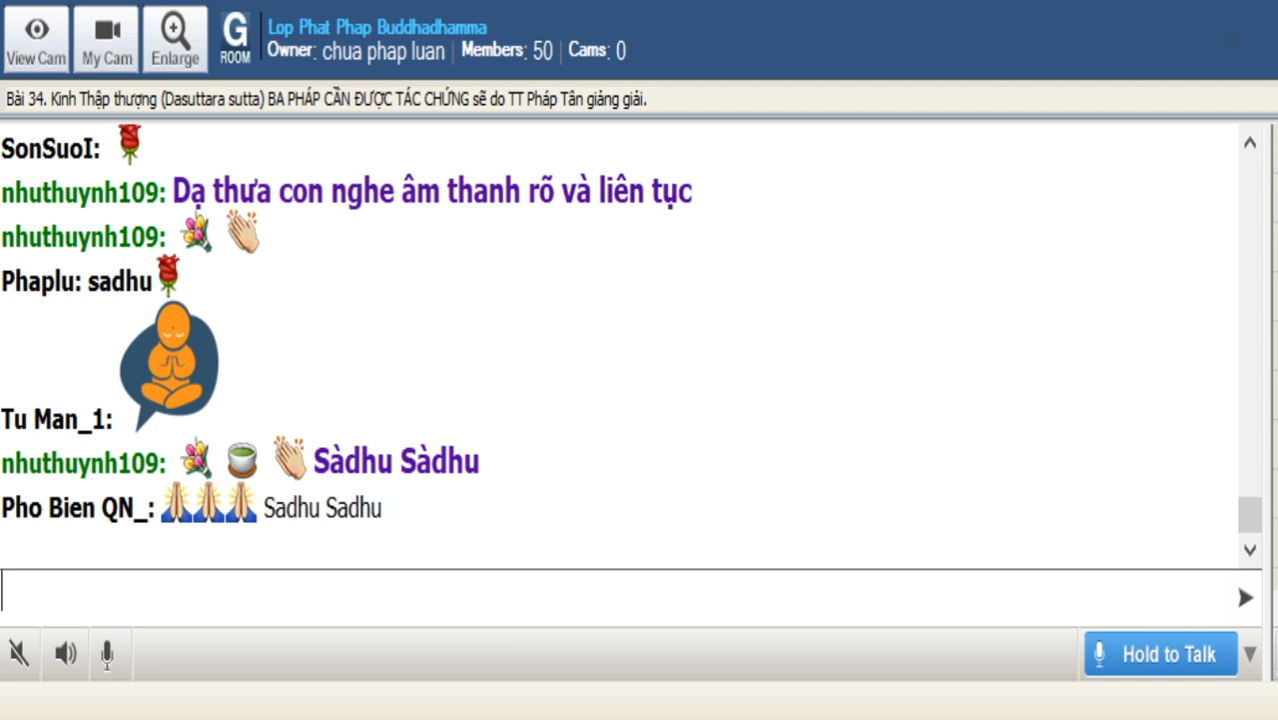 Lop Phat Phap Buddhadhamma
View Cam My Cam Enlarge G ROOM Owner: chua phap luan | Members: 50 | Cams: 0
Bài 34. Kinh Thập thượng (Dasuttara sutta) BA PHÁP CẦN ĐƯỢC TÁC CHỨNG sẽ do TT Pháp Tân giảng giải.
SonSuoI:
nhuthuynh109: Dạ thưa con nghe âm thanh rõ và liên tục
nhuthuynh109:
Phaplu: sadhu
Tu Man_1:
nhuthuynh109: Sàdhu Sàdhu
Pho Bien QN_: Sadhu Sadhu
Hold to Talk